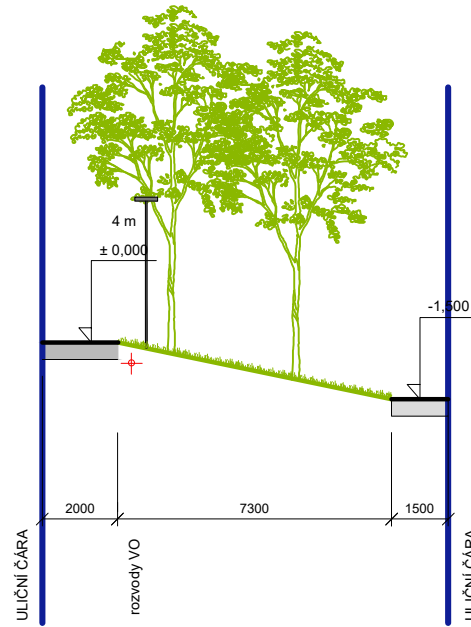 4 m
± 0,000
-1,500
2000
7300
1500
ULIČNÍ ČÁRA
rozvody VO
ULIČNÍ ČÁRA